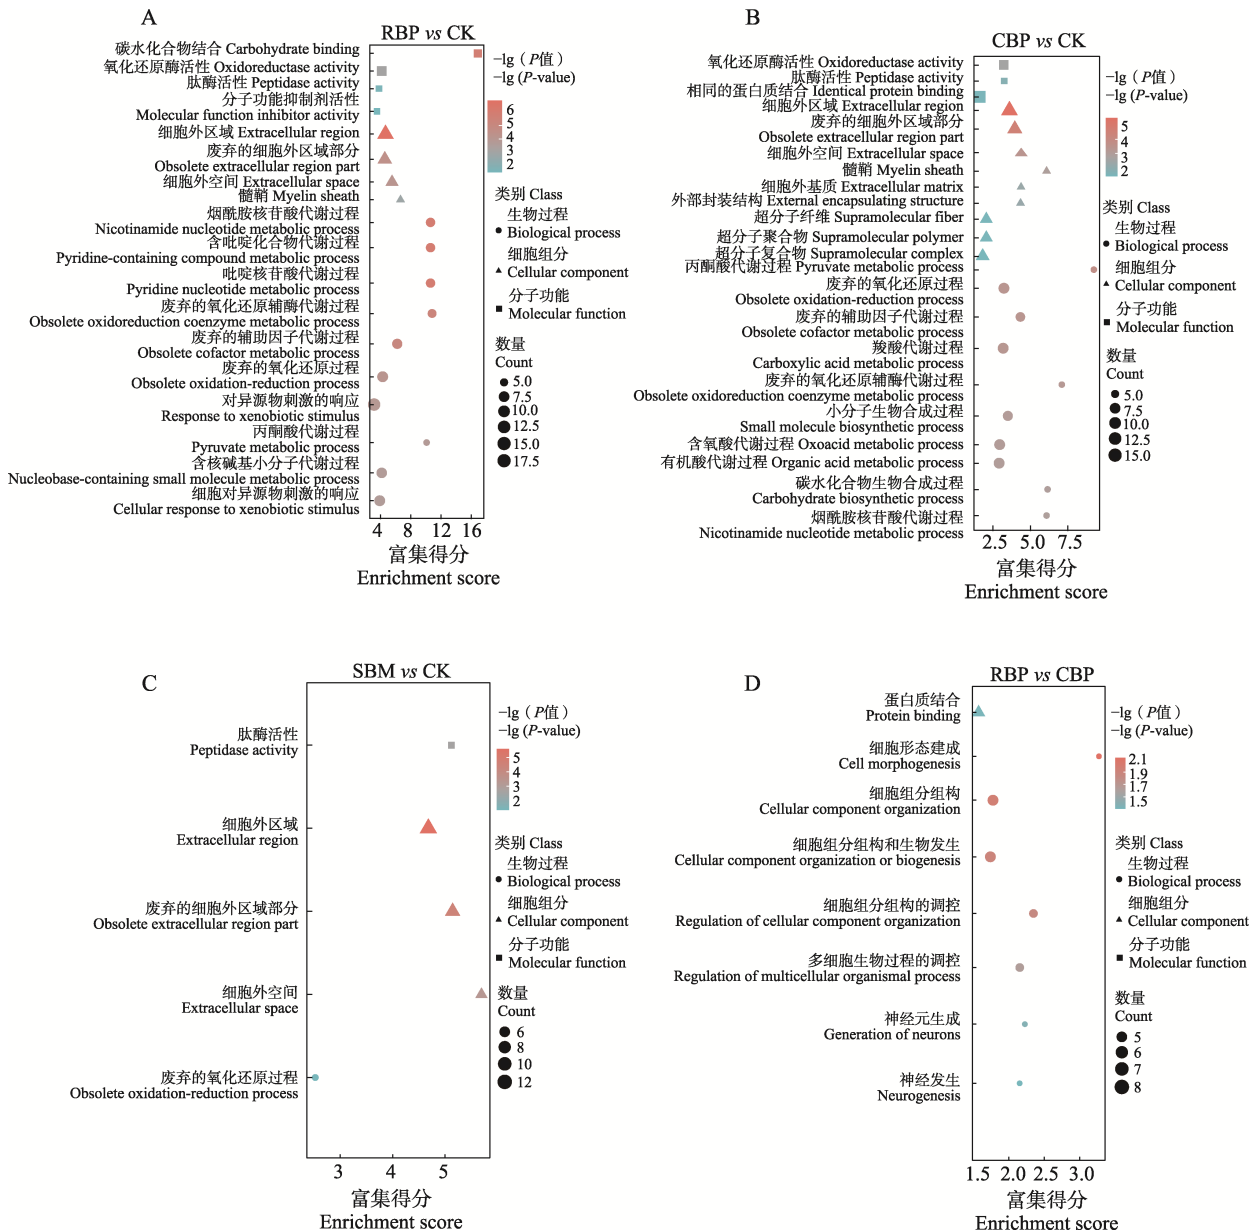 A
RBP vs CK
碳水化合物结合 Carbohydrate binding
氧化还原酶活性 Oxidoreductase activity
肽酶活性 Peptidase activity
分子功能抑制剂活性
Molecular function inhibitor activity
细胞外区域 Extracellular region
废弃的细胞外区域部分
Obsolete extracellular region part
细胞外空间 Extracellular space
髓鞘 Myelin sheath
烟酰胺核苷酸代谢过程
Nicotinamide nucleotide metabolic process
含吡啶化合物代谢过程
Pyridine-containing compound metabolic process
吡啶核苷酸代谢过程
Pyridine nucleotide metabolic process
废弃的氧化还原辅酶代谢过程
Obsolete oxidoreduction coenzyme metabolic process
废弃的辅助因子代谢过程
Obsolete cofactor metabolic process
废弃的氧化还原过程
Obsolete oxidation-reduction process
对异源物刺激的响应
Response to xenobiotic stimulus
丙酮酸代谢过程
Pyruvate metabolic process
含核碱基小分子代谢过程
Nucleobase-containing small molecule metabolic process
细胞对异源物刺激的响应
Cellular response to xenobiotic stimulus
4 8 12 16
富集得分
Enrichment score
−lg（P值）
−lg (P-value)
6
5
4
3
2
类别 Class
生物过程
Biological process
细胞组分
Cellular component
分子功能
Molecular function
数量
Count
5.0
7.5
10.0
12.5
15.0
17.5
B
CBP vs CK
氧化还原酶活性 Oxidoreductase activity
肽酶活性 Peptidase activity
相同的蛋白质结合 Identical protein binding
细胞外区域 Extracellular region
废弃的细胞外区域部分
Obsolete extracellular region part
细胞外空间 Extracellular space
髓鞘 Myelin sheath
细胞外基质 Extracellular matrix
外部封装结构 External encapsulating structure
超分子纤维 Supramolecular fiber
超分子聚合物 Supramolecular polymer
超分子复合物 Supramolecular complex
丙酮酸代谢过程 Pyruvate metabolic process
废弃的氧化还原过程
Obsolete oxidation-reduction process
废弃的辅助因子代谢过程
Obsolete cofactor metabolic process
羧酸代谢过程
Carboxylic acid metabolic process
废弃的氧化还原辅酶代谢过程
Obsolete oxidoreduction coenzyme metabolic process
小分子生物合成过程
Small molecule biosynthetic process
含氧酸代谢过程 Oxoacid metabolic process
有机酸代谢过程 Organic acid metabolic process
碳水化合物生物合成过程
Carbohydrate biosynthetic process
烟酰胺核苷酸代谢过程
Nicotinamide nucleotide metabolic process
2.5 5.0 7.5
富集得分
Enrichment score
−lg（P值）
−lg (P-value)
5
4
3
2
类别 Class
生物过程
Biological process
细胞组分
Cellular component
分子功能
Molecular function
数量
Count
5.0
7.5
10.0
12.5
15.0
C
SBM vs CK
肽酶活性
Peptidase activity
细胞外区域
Extracellular region
废弃的细胞外区域部分
Obsolete extracellular region part
细胞外空间
Extracellular space
废弃的氧化还原过程
Obsolete oxidation-reduction process
3 4 5
富集得分
Enrichment score
−lg（P值）
−lg (P-value)
5
4
3
2
类别 Class
生物过程
Biological process
细胞组分
Cellular component
分子功能
Molecular function
数量
Count
6
8
10
12
D
RBP vs CBP
蛋白质结合
Protein binding
细胞形态建成
Cell morphogenesis
细胞组分组构
Cellular component organization
细胞组分组构和生物发生
Cellular component organization or biogenesis
细胞组分组构的调控
Regulation of cellular component organization
多细胞生物过程的调控
Regulation of multicellular organismal process
神经元生成
Generation of neurons
神经发生
Neurogenesis
1.5 2.0 2.5 3.0
富集得分
Enrichment score
−lg（P值）
−lg (P-value)
2.1
1.9
1.7
1.5
类别 Class
生物过程
Biological process
细胞组分
Cellular component
分子功能
Molecular function
数量
Count
5
6
7
8